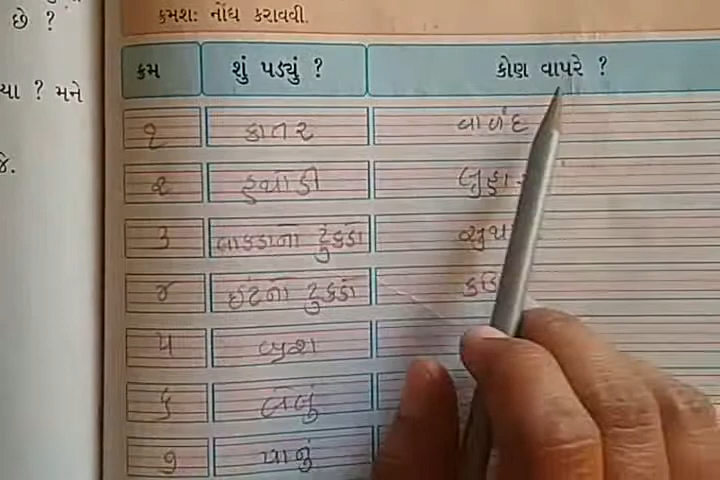 છે ?
યા ? મને
જે.
ક્રમશઃ નોંધ કરાવવી.
ક્રમ શું પડ્યું ? કોણ વાપરે ?
૧ કાતર વાળંદ
૨ હથોડી
૩ લાકડાનો ટુકડો
૪ ઈંટનો ટુકડો
૫ બ્રશ
૬ લેલું
૭ પાનું